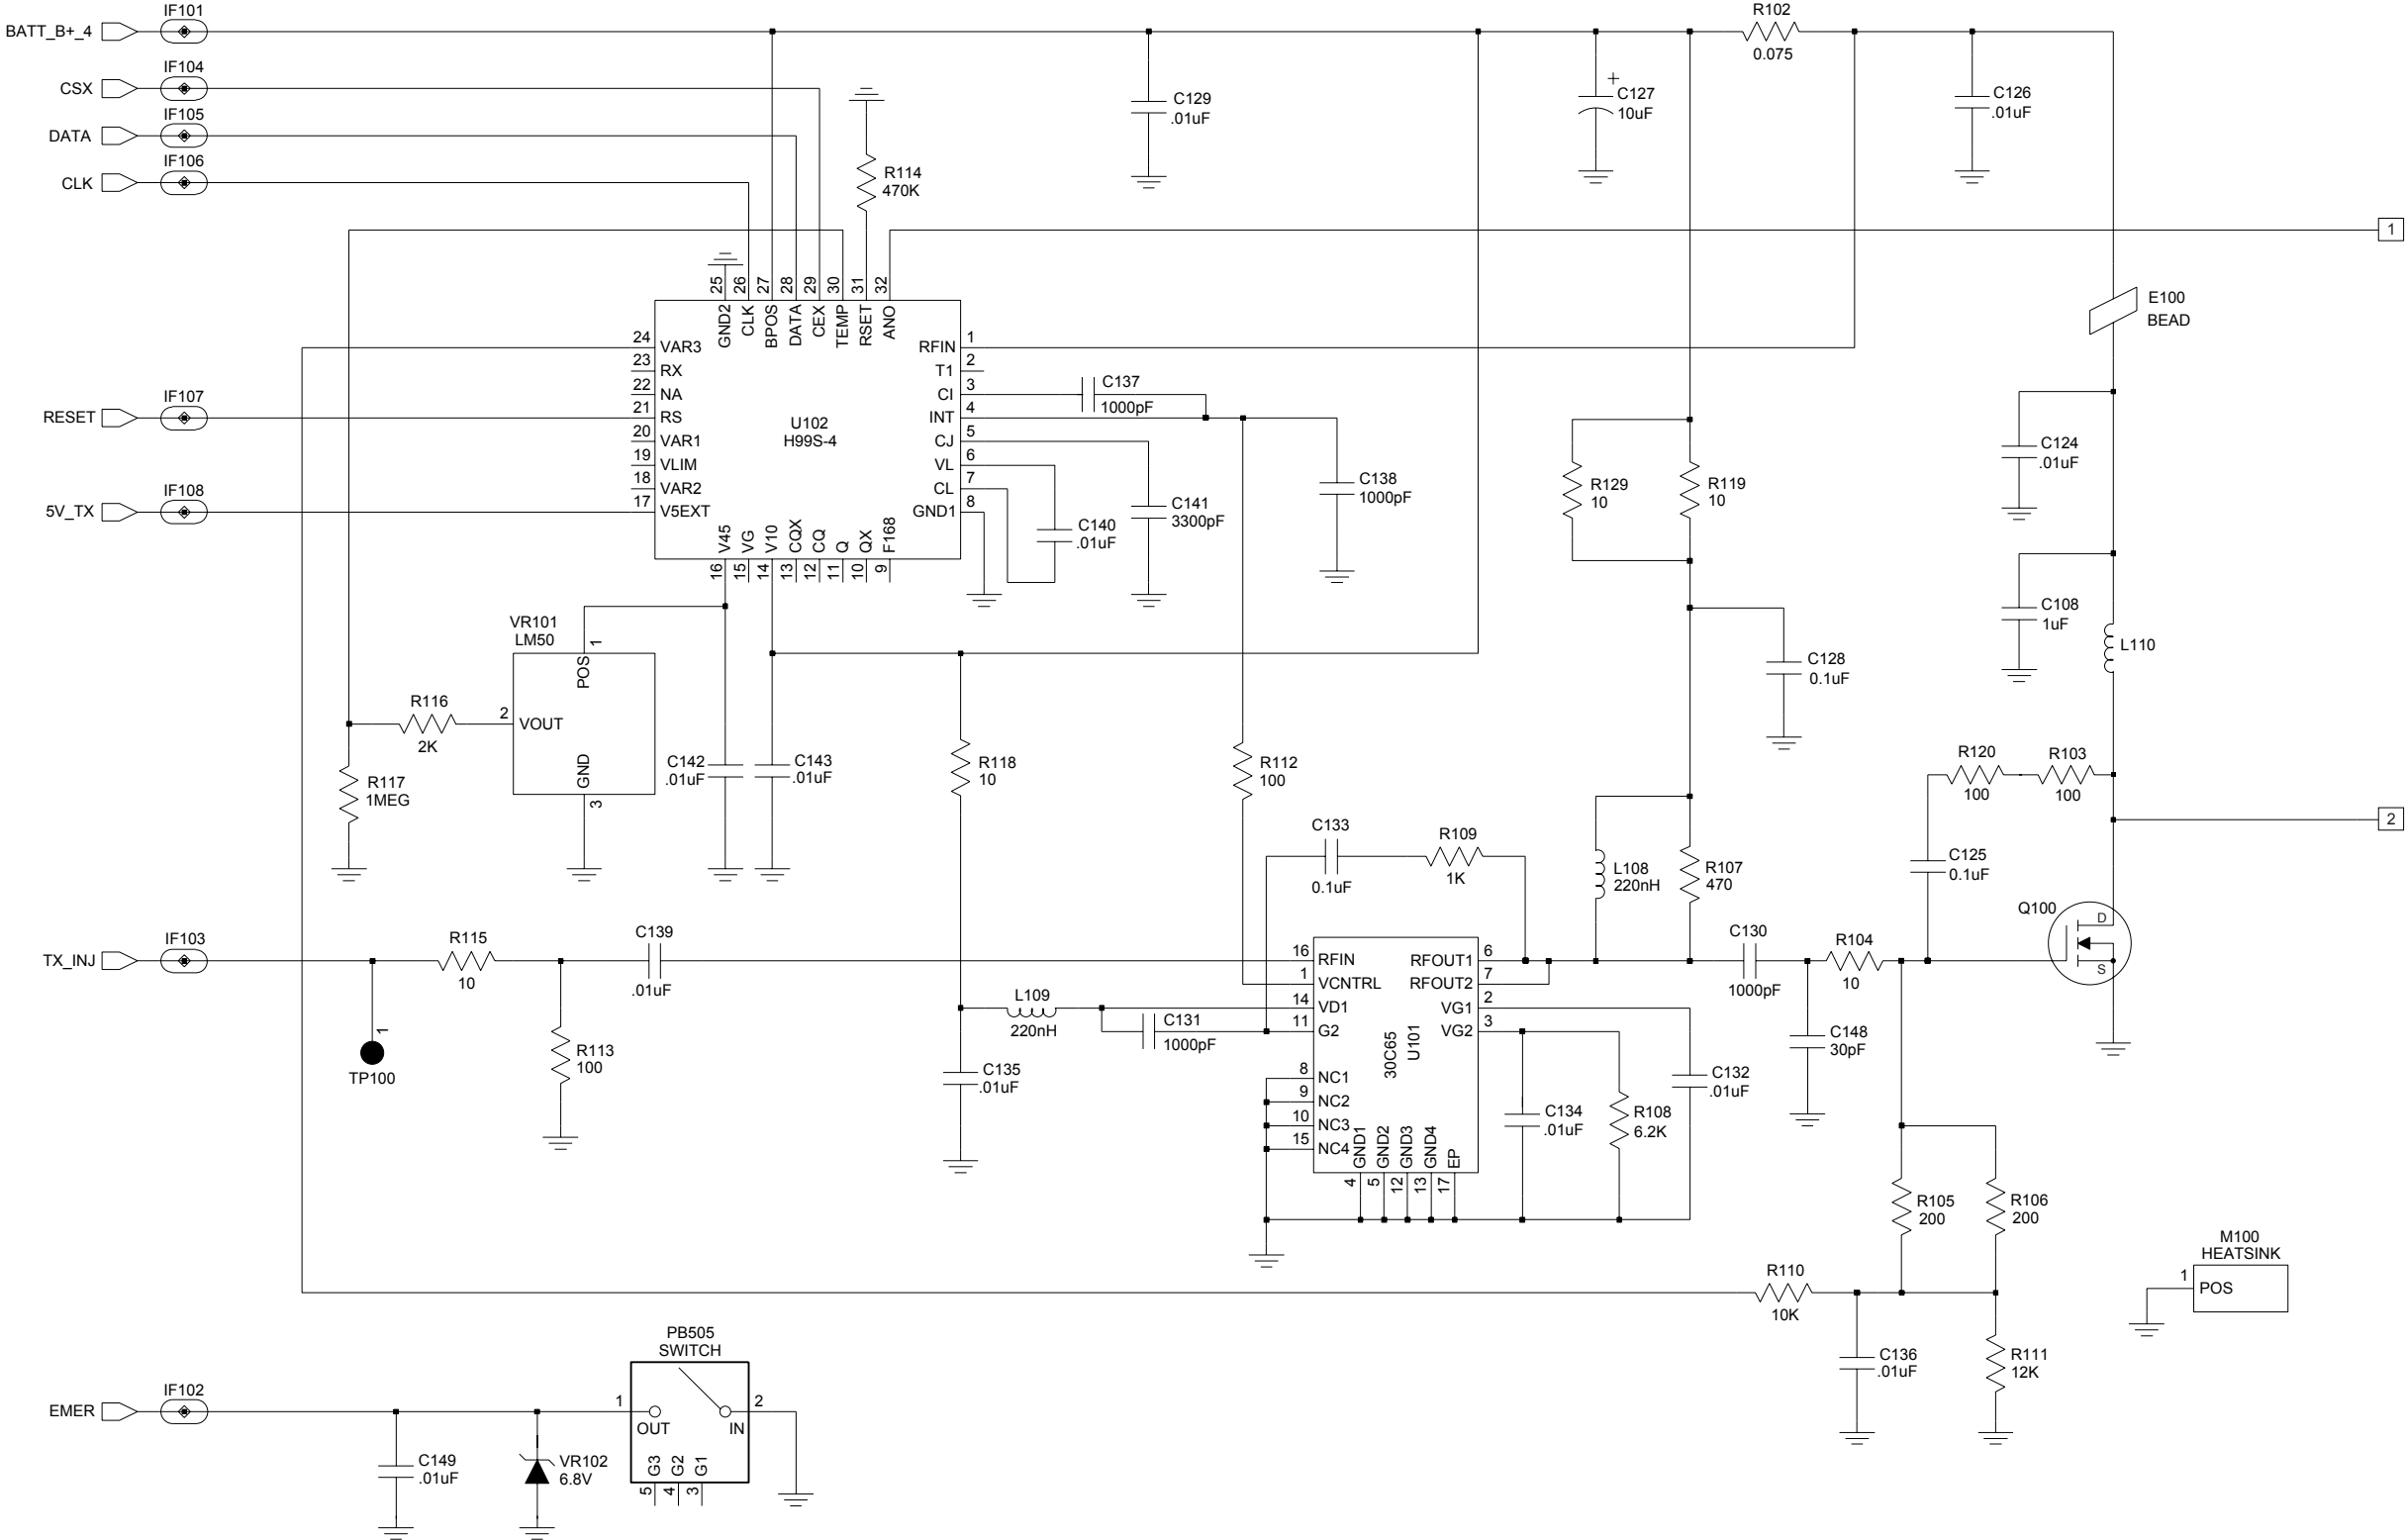 BATT_B+_4
IF101
R102
0.075
CSX
IF104
DATA
IF105
CLK
IF106
C129
.01uF
+
C127
10uF
C126
.01uF
R114
470K
1
E100
BEAD
25 26 27 28 29 30 31 32
GND2 CLK BPOS DATA CEX TEMP RSET ANO
24 VAR3
23 RX
22 NA
21 RS
20 VAR1
19 VLIM
18 VAR2
17 V5EXT
U102
H99S-4
RFIN 1
T1 2
CI 3
INT 4
CJ 5
VL 6
CL 7
GND1 8
V45 VG V10 CQX CQ Q QX F168
16 15 14 13 12 11 10 9
RESET
IF107
5V_TX
IF108
C137
1000pF
C138
1000pF
C141
3300pF
C140
.01uF
R129
10
R119
10
C124
.01uF
C108
1uF
L110
C128
0.1uF
VR101
LM50
POS 1
2 VOUT
GND 3
R116
2K
R117
1MEG
C142
.01uF
C143
.01uF
R118
10
R112
100
R120
100
R103
100
2
C133
0.1uF
R109
1K
L108
220nH
R107
470
C125
0.1uF
Q100
D
S
TX_INJ
IF103
R115
10
C139
.01uF
1
TP100
R113
100
L109
220nH
C131
1000pF
C135
.01uF
16 RFIN
1 VCNTRL
14 VD1
11 G2
8 NC1
9 NC2
10 NC3
15 NC4
30C65
U101
RFOUT1 6
RFOUT2 7
VG1 2
VG2 3
GND1 GND2 GND3 GND4 EP
4 5 12 13 17
C130
1000pF
R104
10
C148
30pF
C132
.01uF
C134
.01uF
R108
6.2K
R105
200
R106
200
R110
10K
C136
.01uF
R111
12K
M100
HEATSINK
1 POS
EMER
IF102
C149
.01uF
VR102
6.8V
PB505
SWITCH
1 OUT
2 IN
G3 G2 G1
5 4 3